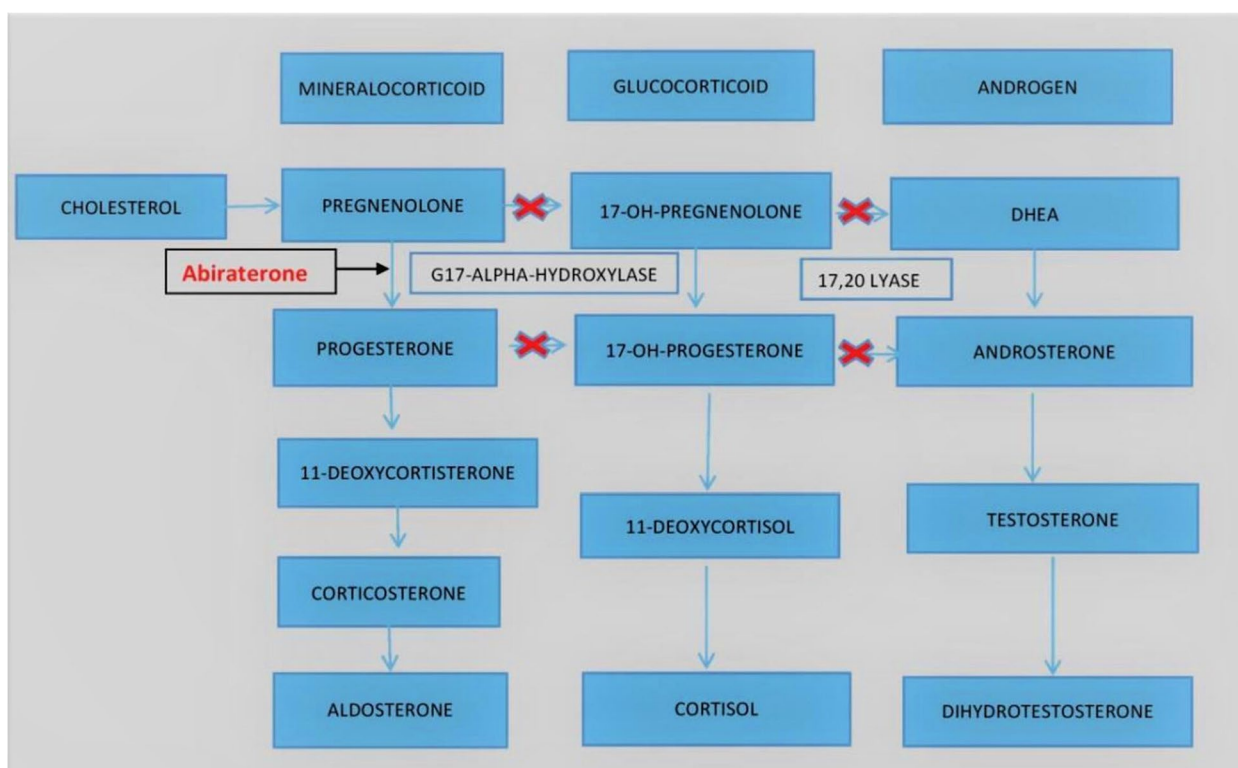 MINERALOCORTICOID
GLUCOCORTICOID
ANDROGEN
CHOLESTEROL
PREGNENOLONE
17-OH-PREGNENOLONE
DHEA
Abiraterone
G17-ALPHA-HYDROXYLASE
17,20 LYASE
PROGESTERONE
17-OH-PROGESTERONE
ANDROSTERONE
11-DEOXYCORTISTERONE
11-DEOXYCORTISOL
TESTOSTERONE
CORTICOSTERONE
ALDOSTERONE
CORTISOL
DIHYDROTESTOSTERONE